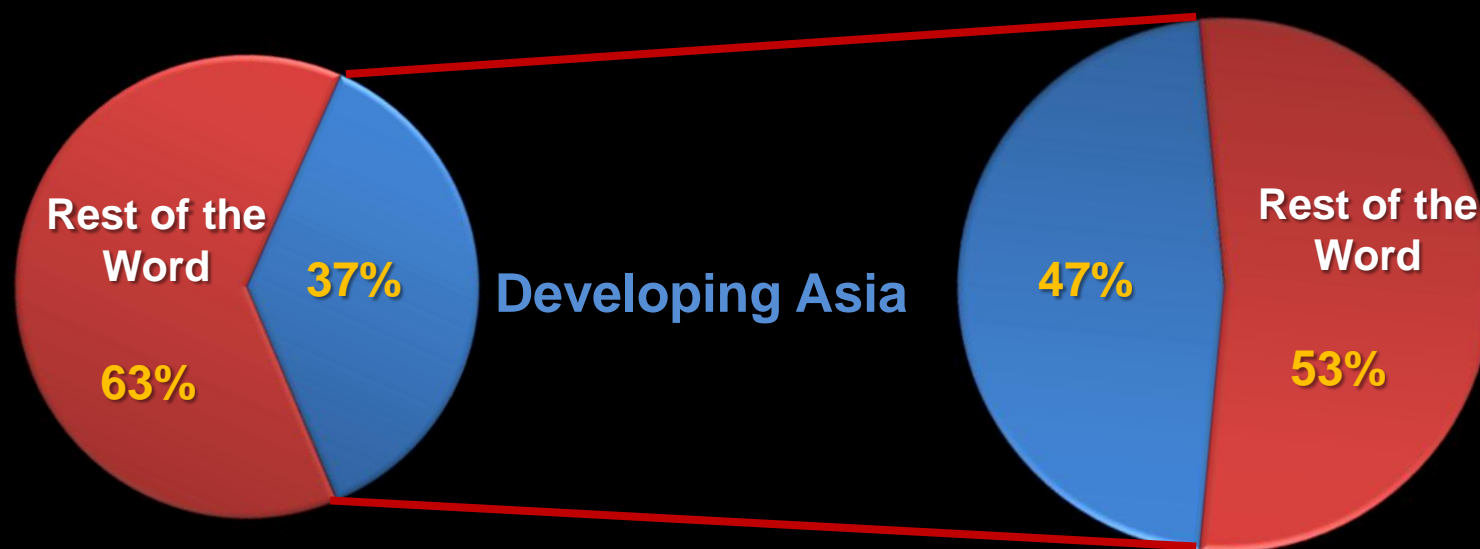 Rest of the
Word
63%
37%
Developing Asia
47%
Rest of the
Word
53%